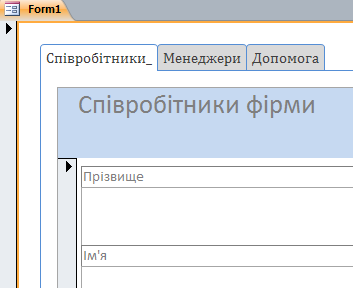 Form1
Співробітники_ Менеджери Допомога
Співробітники фірми
Прізвище
Ім'я